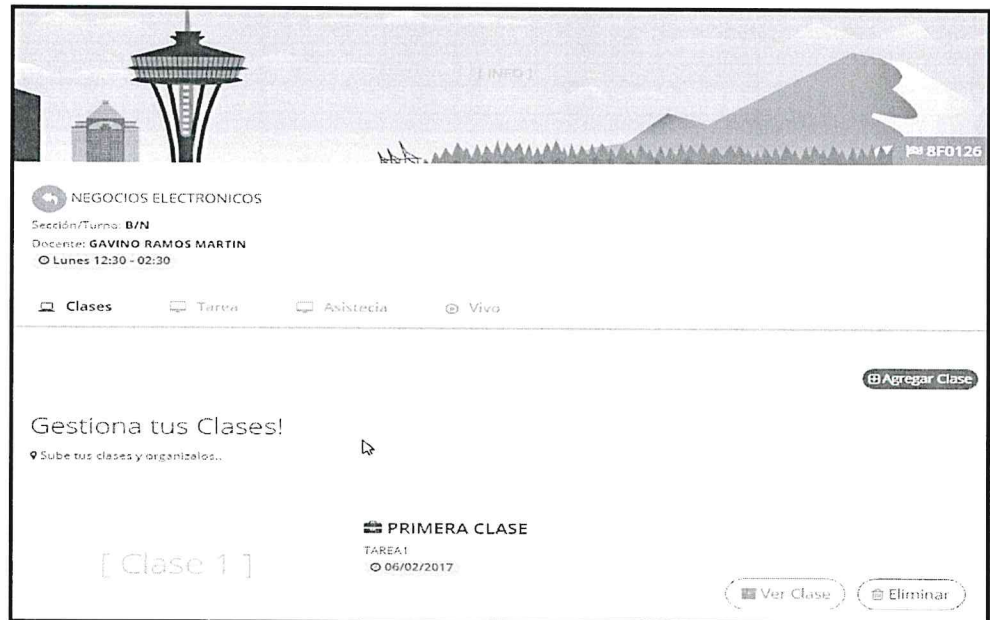 [ INFO ]
8F0126
NEGOCIOS ELECTRONICOS
Sección/Turno: B/N
Docente: GAVINO RAMOS MARTIN
Lunes 12:30 - 02:30
Clases Tarea Asistecia Vivo
Agregar Clase
Gestiona tus Clases!
Sube tus clases y organizalos..
PRIMERA CLASE
TAREA1
[ Clase 1 ]
06/02/2017
Ver Clase Eliminar